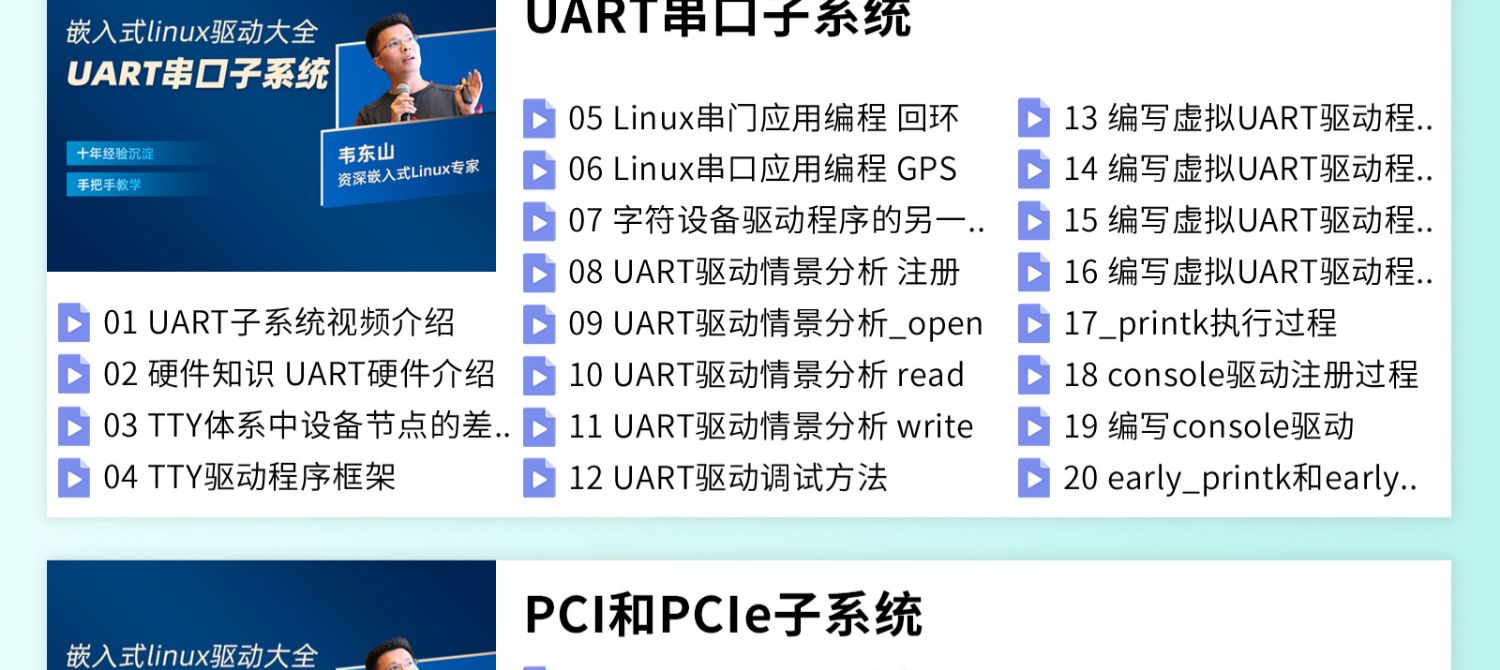 嵌入式linux驱动大全
UART串口子系统
十年经验沉淀
手把手教学
韦东山
资深嵌入式Linux专家
UART串口子系统
01 UART子系统视频介绍
02 硬件知识 UART硬件介绍
03 TTY体系中设备节点的差..
04 TTY驱动程序框架
05 Linux串门应用编程 回环
06 Linux串口应用编程 GPS
07 字符设备驱动程序的另一..
08 UART驱动情景分析 注册
09 UART驱动情景分析_open
10 UART驱动情景分析 read
11 UART驱动情景分析 write
12 UART驱动调试方法
13 编写虚拟UART驱动程..
14 编写虚拟UART驱动程..
15 编写虚拟UART驱动程..
16 编写虚拟UART驱动程..
17_printk执行过程
18 console驱动注册过程
19 编写console驱动
20 early_printk和early..
PCI和PCIe子系统
嵌入式linux驱动大全